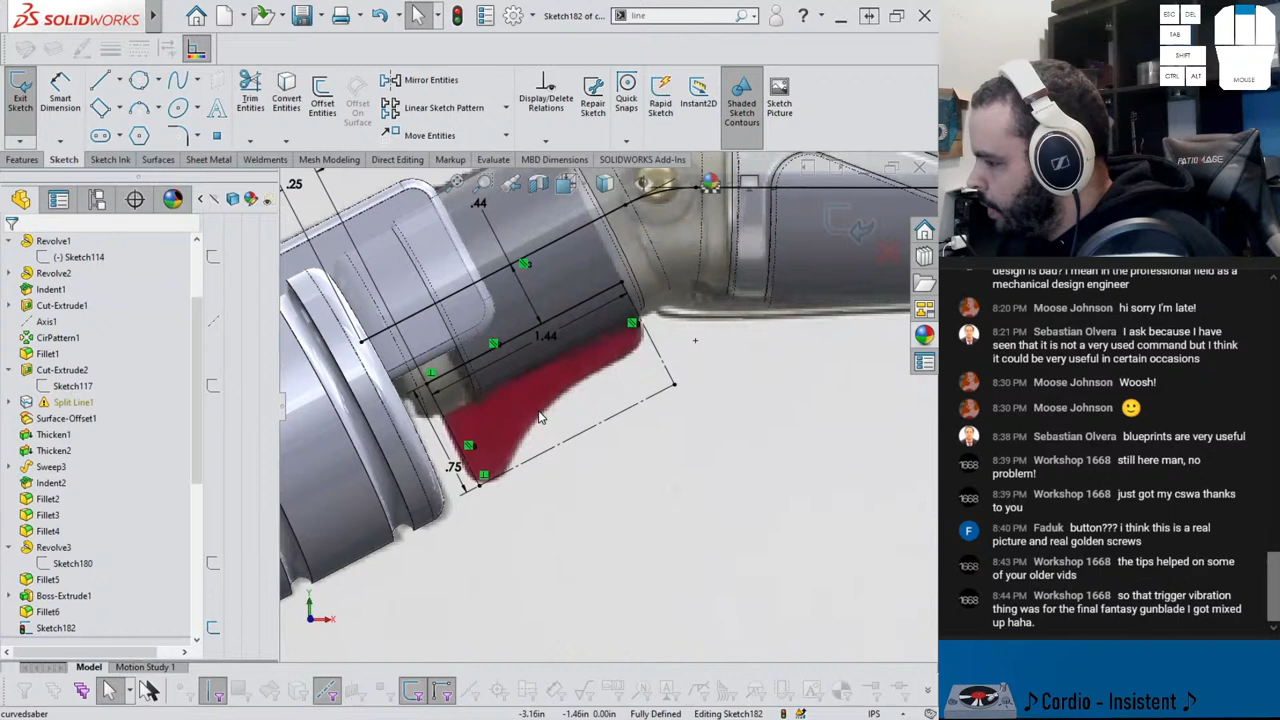 SOLIDWORKS
Sketch182 of c...
line
Exit Sketch
Smart Dimension
Trim Entities
Convert Entities
Offset Entities
Offset On Surface
Mirror Entities
Linear Sketch Pattern
Move Entities
Display/Delete Relations
Repair Sketch
Quick Snaps
Rapid Sketch
Instant2D
Shaded Sketch Contours
Sketch Picture
Features
Sketch
Sketch Ink
Surfaces
Sheet Metal
Weldments
Mesh Modeling
Direct Editing
Markup
Evaluate
MBD Dimensions
SOLIDWORKS Add-Ins
Revolve1
(-) Sketch114
Revolve2
Indent1
Cut-Extrude1
Axis1
CirPattern1
Fillet1
Cut-Extrude2
Sketch117
Split Line1
Surface-Offset1
Thicken1
Thicken2
Sweep3
Indent2
Fillet2
Fillet3
Fillet4
Revolve3
Sketch180
Fillet5
Boss-Extrude1
Fillet6
Sketch182
.25
.44
1.44
.75
Y
X
Model
Motion Study 1
curvedsaber
-3.16in
-1.46in
0.00in
Fully Defined
Editing Sketch182
IPS
ESC
DEL
TAB
SHIFT
CTRL
ALT
MOUSE
PATIOMAGE
design is bad? I mean in the professional field as a
mechanical design engineer
8:20 PM Moose Johnson hi sorry I'm late!
8:21 PM Sebastian Olvera I ask because I have
seen that it is not a very used command but I think
it could be very useful in certain occasions
8:30 PM Moose Johnson Woosh!
8:30 PM Moose Johnson 🙂
8:38 PM Sebastian Olvera blueprints are very useful
8:39 PM Workshop 1668 still here man, no
problem!
8:39 PM Workshop 1668 just got my cswa thanks
to you
8:40 PM Faduk button??? i think this is a real
picture and real golden screws
8:43 PM Workshop 1668 the tips helped on some
of your older vids
8:44 PM Workshop 1668 so that trigger vibration
thing was for the final fantasy gunblade I got mixed
up haha.
1668
1668
F
1668
1668
♪ Cordio - Insistent ♪